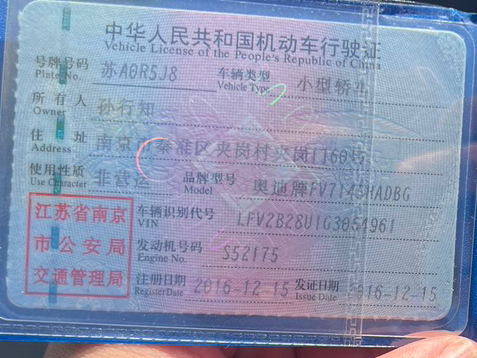 中华人民共和国机动车行驶证
Vehicle License of the People's Republic of China
号牌号码 苏A0R5J8 车辆类型 小型轿车
Plate No. Vehicle Type
所有人 孙行知
Owner
住址 南京市秦淮区夹岗村夹岗1160号
Address
使用性质 非营运 品牌型号 奥迪牌FV7145HADBG
Use Character Model
江苏省南京
市公安局
交通管理局
车辆识别代号 LFV2B28U1G3054961
VIN
发动机号码 S52175
Engine No.
注册日期 2016-12-15 发证日期 2016-12-15
Register Date Issue Date